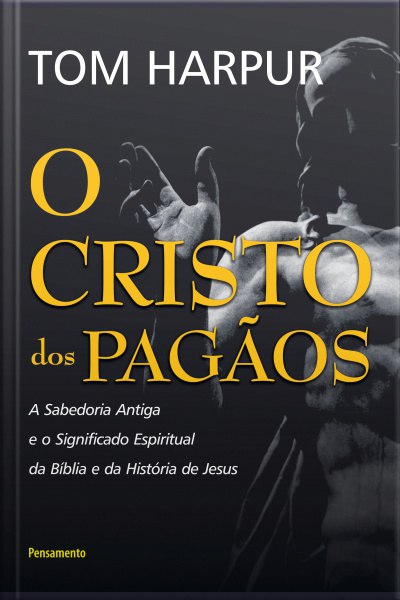 TOM HARPUR
O
CRISTO
dos PAGÃOS
A Sabedoria Antiga
e o Significado Espiritual
da Bíblia e da História de Jesus
Pensamento